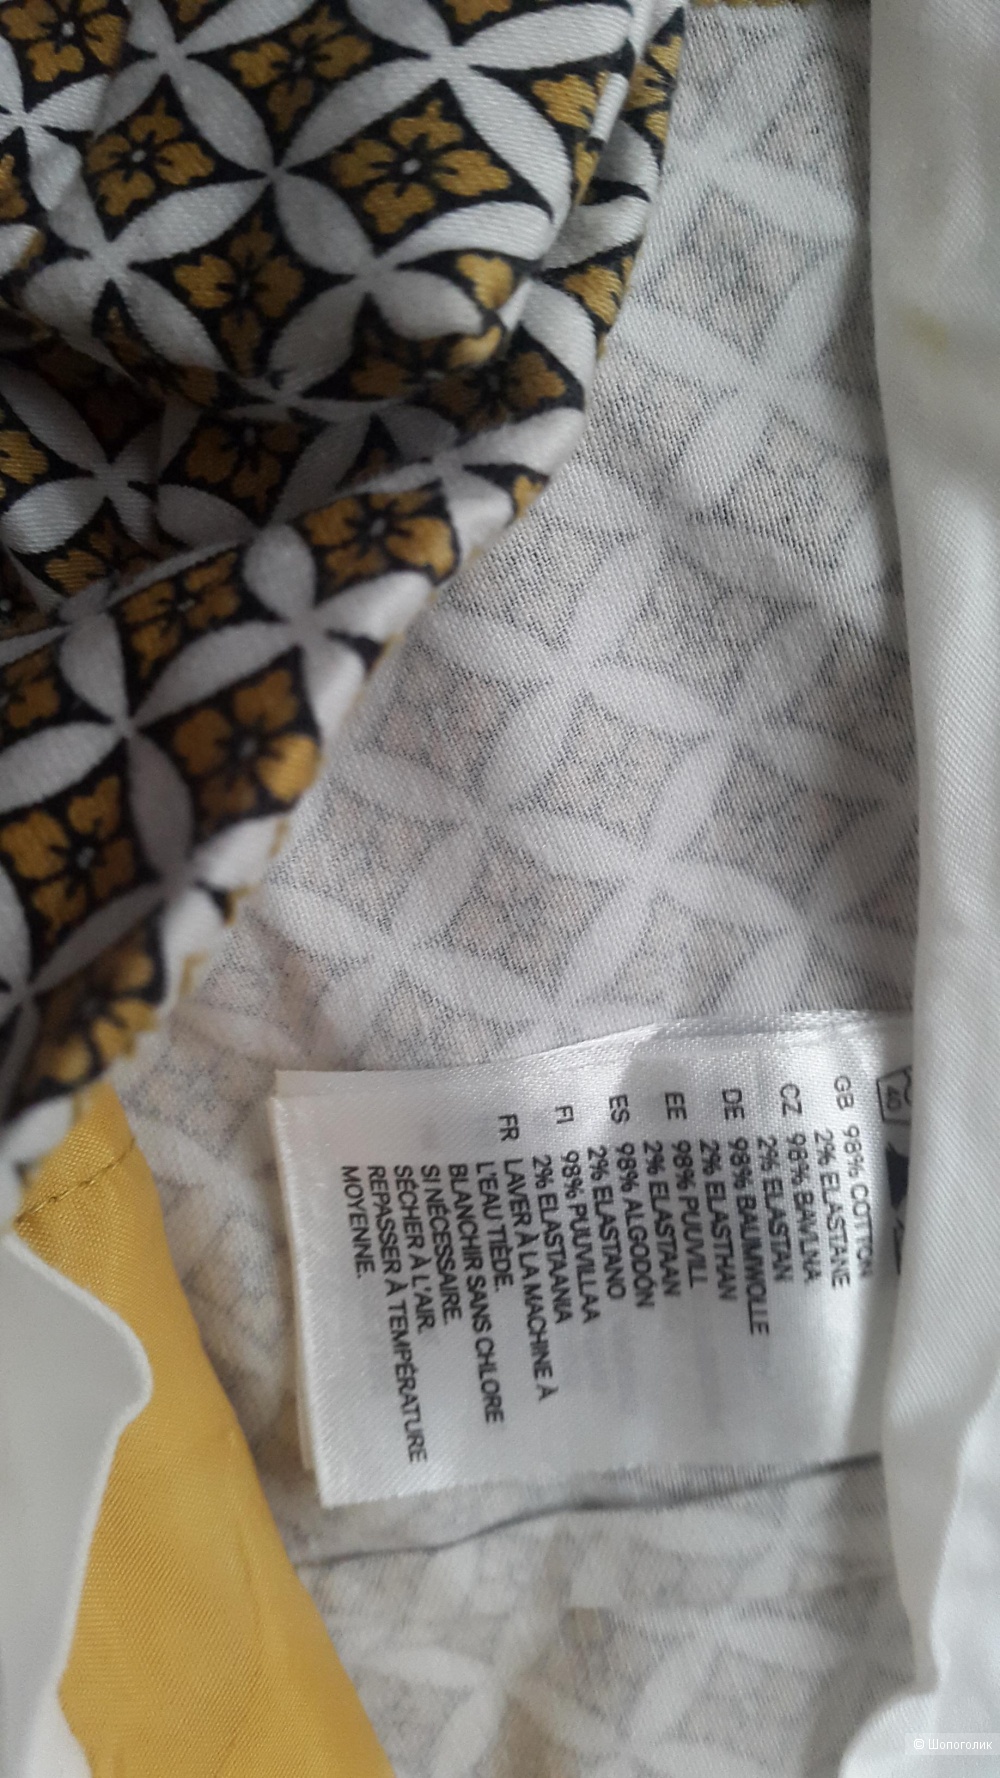 40
GB 98% COTTON
2% ELASTANE
CZ 98% BAVLNA
2% ELASTAN
DE 98% BAUMWOLLE
2% ELASTHAN
EE 98% PUUVILL
2% ELASTAAN
ES 98% ALGODÓN
2% ELASTANO
FI 98% PUUVILLAA
2% ELASTAANIA
FR LAVER À LA MACHINE À
L'EAU TIÈDE.
BLANCHIR SANS CHLORE
SI NÉCESSAIRE.
SÉCHER À L'AIR.
REPASSER À TEMPÉRATURE
MOYENNE.
© Шопоголик